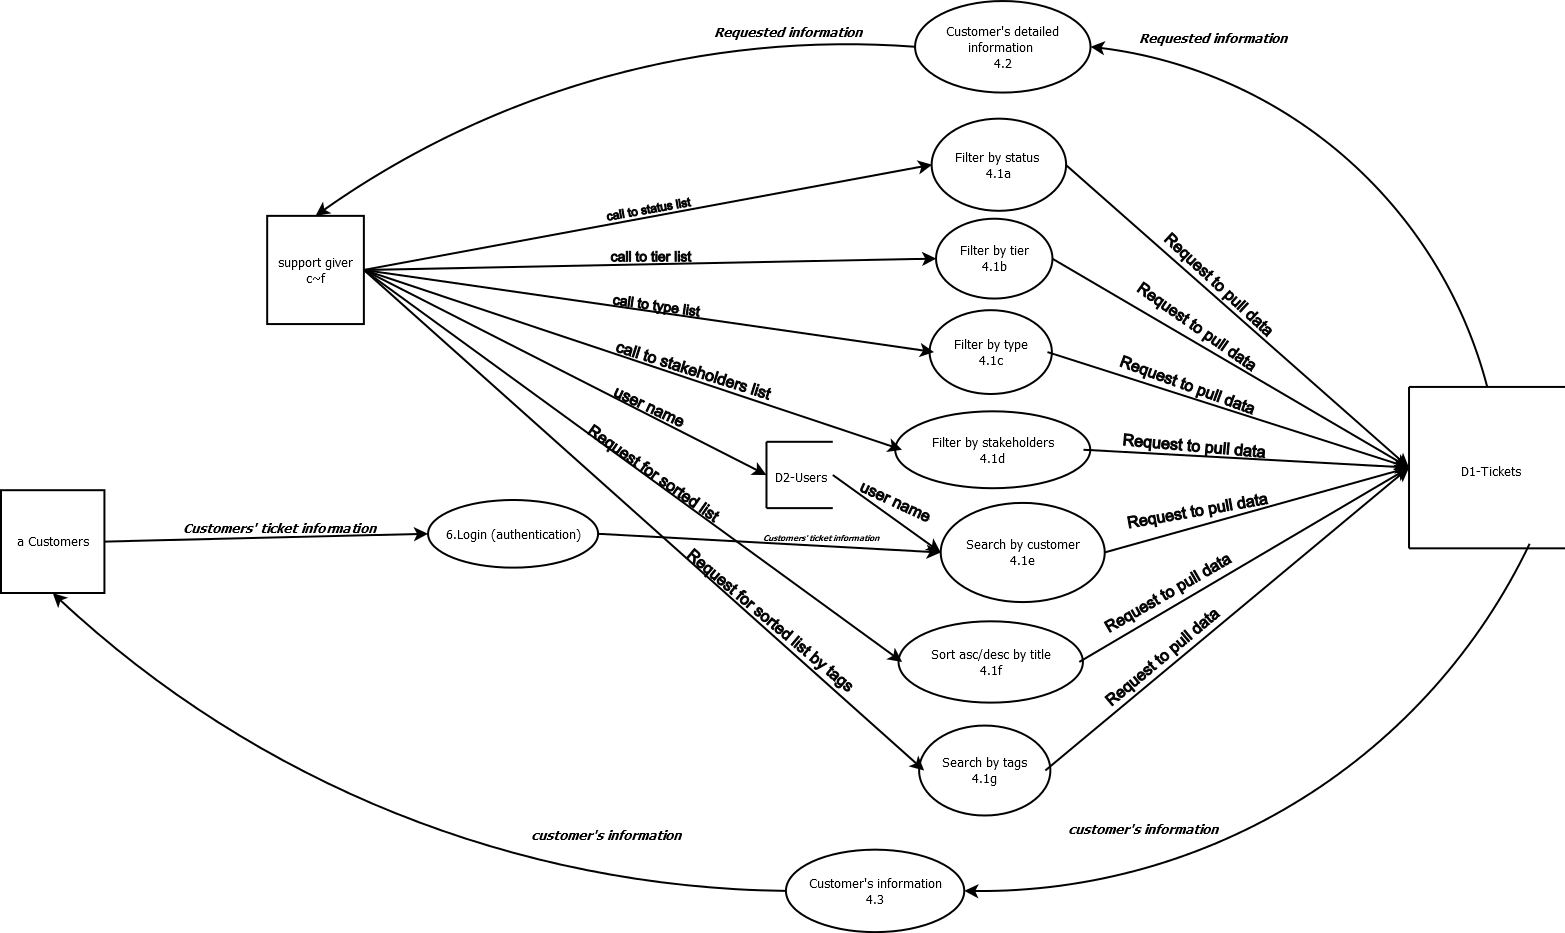 Requested information
Customer's detailed
information
4.2
Requested information
Filter by status
4.1a
call to status list
support giver
c~f
call to tier list
Filter by tier
4.1b
Request to pull data
call to type list
Filter by type
4.1c
Request to pull data
call to stakeholders list
Request to pull data
user name
Filter by stakeholders
4.1d
Request to pull data
D1-Tickets
Request for sorted list
D2-Users
user name
Request to pull data
a Customers
Customers' ticket information
6.Login (authentication)
Customers' ticket information
Search by customer
4.1e
Request for sorted list by tags
Request to pull data
Sort asc/desc by title
4.1f
Request to pull data
Search by tags
4.1g
customer's information
customer's information
Customer's information
4.3